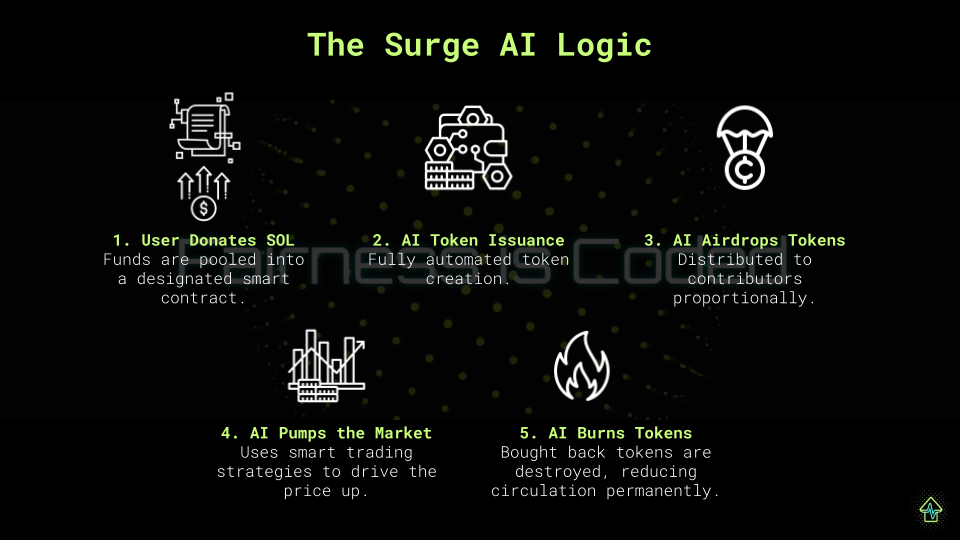 The Surge AI Logic
1. User Donates SOL
Funds are pooled into
a designated smart
contract.
2. AI Token Issuance
Fully automated token
creation.
3. AI Airdrops Tokens
Distributed to
contributors
proportionally.
Fairness is Coded
4. AI Pumps the Market
Uses smart trading
strategies to drive the
price up.
5. AI Burns Tokens
Bought back tokens are
destroyed, reducing
circulation permanently.